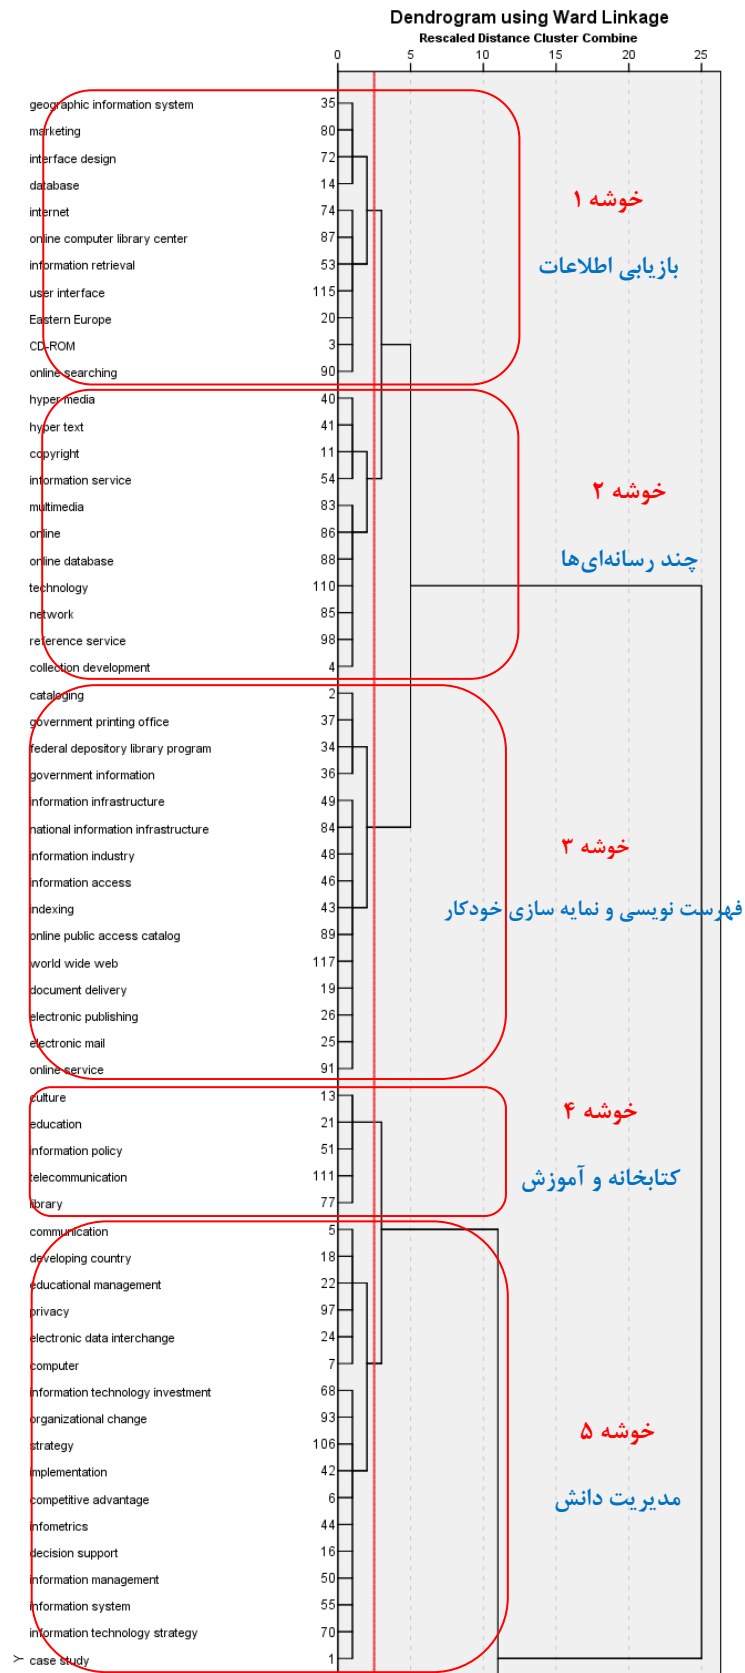 Dendrogram using Ward Linkage
Rescaled Distance Cluster Combine
0 5 10 15 20 25
geographic information system 35
marketing 80
interface design 72
database 14
internet 74
online computer library center 87
information retrieval 53
user interface 115
Eastern Europe 20
CD-ROM 3
online searching 90
خوشه ۱
بازیابی اطلاعات
hyper media 40
hyper text 41
copyright 11
information service 54
multimedia 83
online 86
online database 88
technology 110
network 85
reference service 98
collection development 4
خوشه ۲
چند رسانه‌ای‌ها
cataloging 2
government printing office 37
federal depository library program 34
government information 36
information infrastructure 49
national information infrastructure 84
information industry 48
information access 46
indexing 43
online public access catalog 89
world wide web 117
document delivery 19
electronic publishing 26
electronic mail 25
online service 91
خوشه ۳
فهرست نویسی و نمایه سازی خودکار
culture 13
education 21
information policy 51
telecommunication 111
library 77
خوشه ۴
کتابخانه و آموزش
communication 5
developing country 18
educational management 22
privacy 97
electronic data interchange 24
computer 7
information technology investment 68
organizational change 93
strategy 106
implementation 42
competitive advantage 6
infometrics 44
decision support 16
information management 50
information system 55
information technology strategy 70
case study 1
خوشه ۵
مدیریت دانش
Y